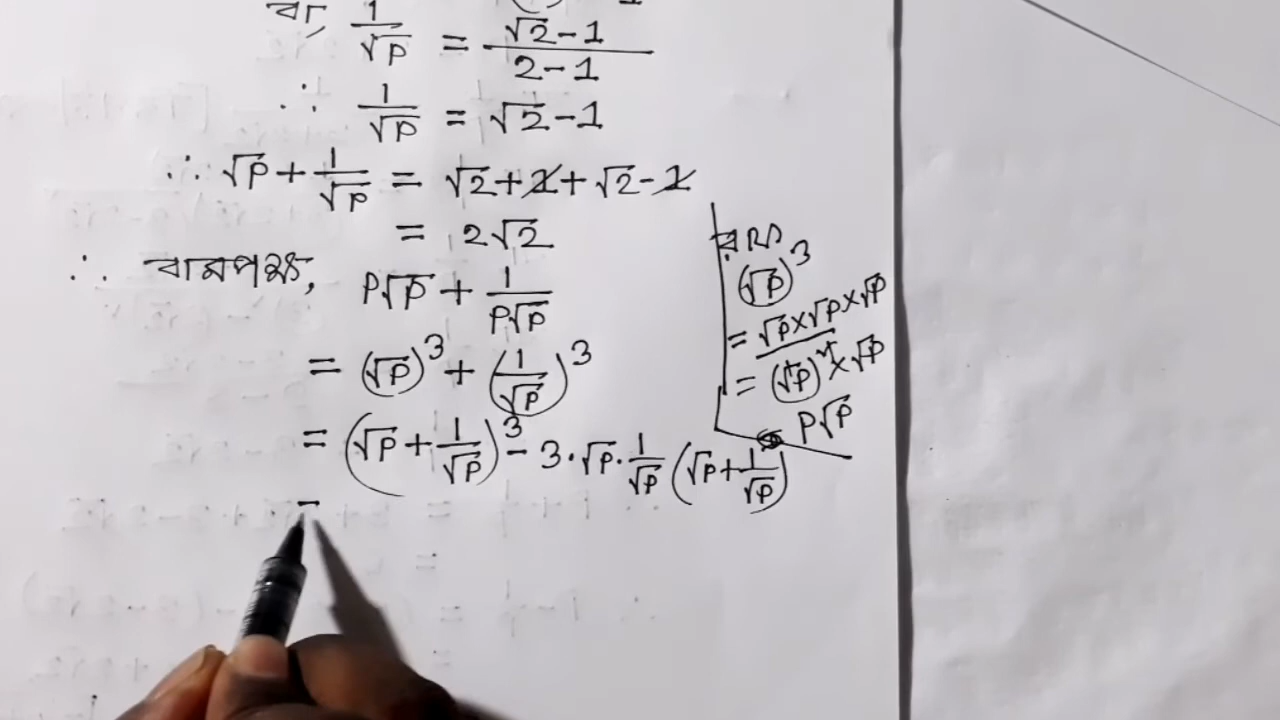 বা, 1/√P = (√2-1)/(2-1)
∴ 1/√P = √2-1
∴ √P + 1/√P = √2+1+√2-1
= 2√2
∴ বামপক্ষ, P√P + 1/(P√P)
= (√P)³ + (1/√P)³
= (√P + 1/√P)³ - 3·√P·1/√P (√P + 1/√P)
(√P)³
= √P×√P×√P
= (√P)²×√P
P√P